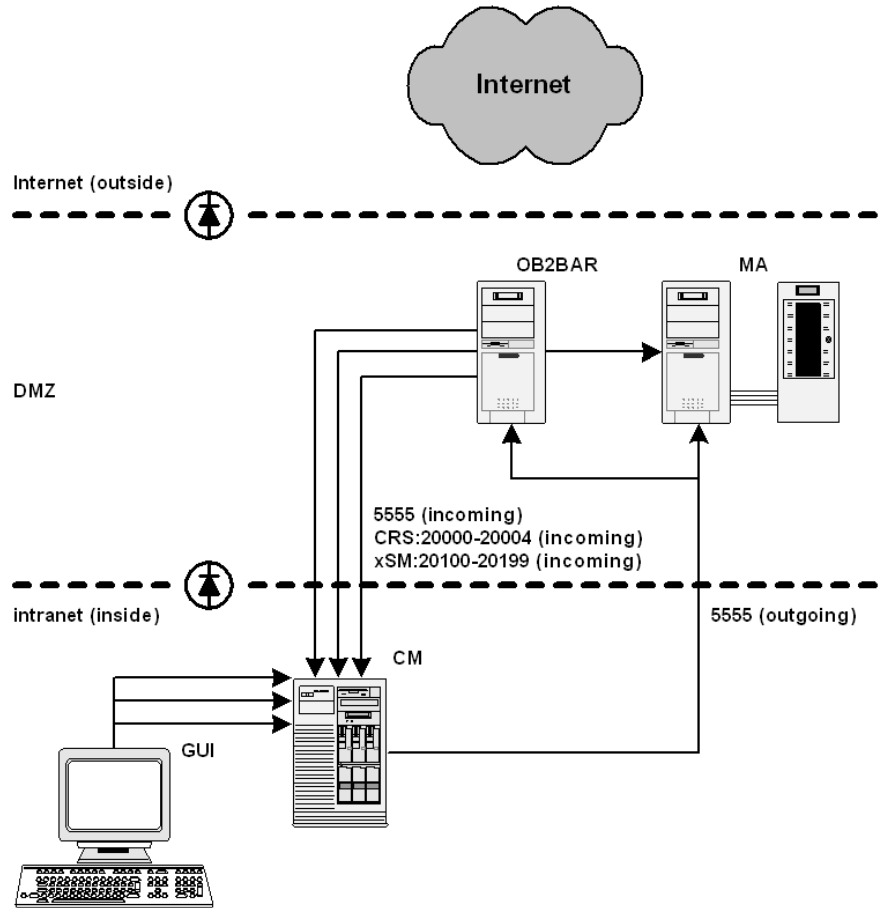 Internet
Internet (outside)
OB2BAR
MA
DMZ
5555 (incoming)
CRS:20000-20004 (incoming)
xSM:20100-20199 (incoming)
intranet (inside)
5555 (outgoing)
CM
GUI